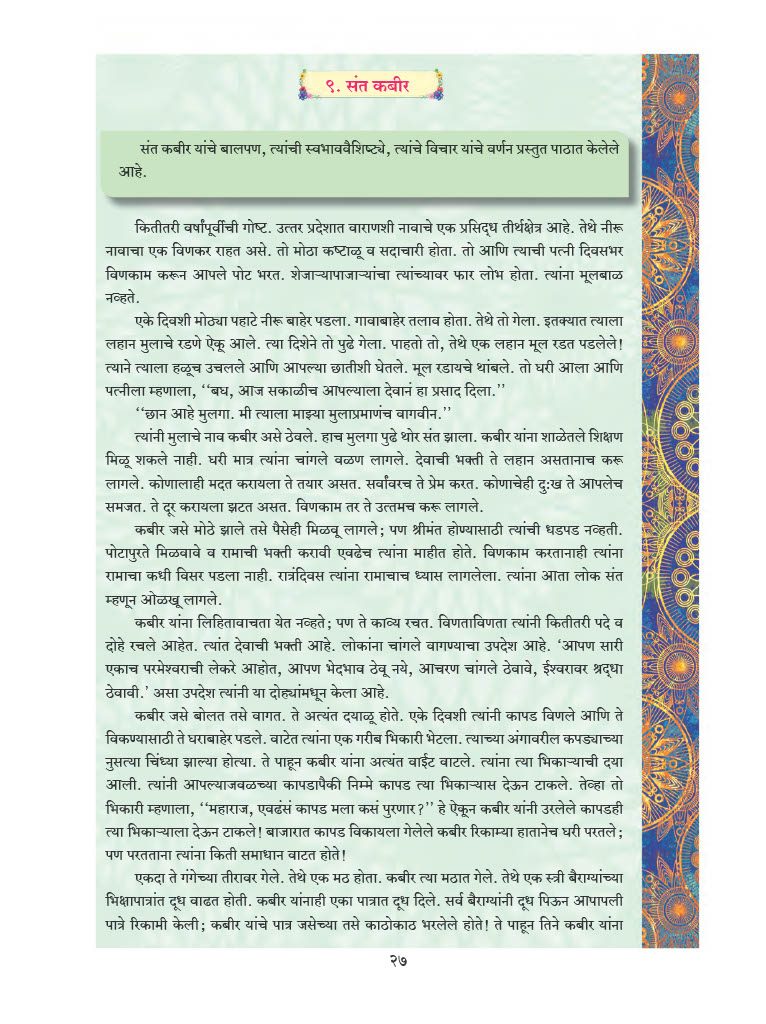 ९. संत कबीर
संत कबीर यांचे बालपण, त्यांची स्वभाववैशिष्ट्ये, त्यांचे विचार यांचे वर्णन प्रस्तुत पाठात केलेले
आहे.
कितीतरी वर्षांपूर्वीची गोष्ट. उत्तर प्रदेशात वाराणशी नावाचे एक प्रसिद्ध तीर्थक्षेत्र आहे. तेथे नीरू
नावाचा एक विणकर राहत असे. तो मोठा कष्टाळू व सदाचारी होता. तो आणि त्याची पत्नी दिवसभर
विणकाम करून आपले पोट भरत. शेजाऱ्यापाजाऱ्यांचा त्यांच्यावर फार लोभ होता. त्यांना मूलबाळ
नव्हते.
एके दिवशी मोठ्या पहाटे नीरू बाहेर पडला. गावाबाहेर तलाव होता. तेथे तो गेला. इतक्यात त्याला
लहान मुलाचे रडणे ऐकू आले. त्या दिशेने तो पुढे गेला. पाहतो तो, तेथे एक लहान मूल रडत पडलेले!
त्याने त्याला हळूच उचलले आणि आपल्या छातीशी घेतले. मूल रडायचे थांबले. तो घरी आला आणि
पत्नीला म्हणाला, ‘‘बघ, आज सकाळीच आपल्याला देवानं हा प्रसाद दिला.’’
‘‘छान आहे मुलगा. मी त्याला माझ्या मुलाप्रमाणंच वागवीन.’’
त्यांनी मुलाचे नाव कबीर असे ठेवले. हाच मुलगा पुढे थोर संत झाला. कबीर यांना शाळेतले शिक्षण
मिळू शकले नाही. घरी मात्र त्यांना चांगले वळण लागले. देवाची भक्ती ते लहान असतानाच करू
लागले. कोणालाही मदत करायला ते तयार असत. सर्वांवरच ते प्रेम करत. कोणाचेही दुःख ते आपलेच
समजत. ते दूर करायला झटत असत. विणकाम तर ते उत्तमच करू लागले.
कबीर जसे मोठे झाले तसे पैसेही मिळवू लागले; पण श्रीमंत होण्यासाठी त्यांची धडपड नव्हती.
पोटापुरते मिळवावे व रामाची भक्ती करावी एवढेच त्यांना माहीत होते. विणकाम करतानाही त्यांना
रामाचा कधी विसर पडला नाही. रात्रंदिवस त्यांना रामाचाच ध्यास लागलेला. त्यांना आता लोक संत
म्हणून ओळखू लागले.
कबीर यांना लिहितावाचता येत नव्हते; पण ते काव्य रचत. विणताविणता त्यांनी कितीतरी पदे व
दोहे रचले आहेत. त्यांत देवाची भक्ती आहे. लोकांना चांगले वागण्याचा उपदेश आहे. ‘आपण सारी
एकाच परमेश्वराची लेकरे आहोत, आपण भेदभाव ठेवू नये, आचरण चांगले ठेवावे, ईश्वरावर श्रद्धा
ठेवावी.’ असा उपदेश त्यांनी या दोह्यांमधून केला आहे.
कबीर जसे बोलत तसे वागत. ते अत्यंत दयाळू होते. एके दिवशी त्यांनी कापड विणले आणि ते
विकण्यासाठी ते घराबाहेर पडले. वाटेत त्यांना एक गरीब भिकारी भेटला. त्याच्या अंगावरील कपड्याच्या
नुसत्या चिंध्या झाल्या होत्या. ते पाहून कबीर यांना अत्यंत वाईट वाटले. त्यांना त्या भिकाऱ्याची दया
आली. त्यांनी आपल्याजवळच्या कापडापैकी निम्मे कापड त्या भिकाऱ्यास देऊन टाकले. तेव्हा तो
भिकारी म्हणाला, ‘‘महाराज, एवढंसं कापड मला कसं पुरणार?’’ हे ऐकून कबीर यांनी उरलेले कापडही
त्या भिकाऱ्याला देऊन टाकले! बाजारात कापड विकायला गेलेले कबीर रिकाम्या हातानेच घरी परतले;
पण परतताना त्यांना किती समाधान वाटत होते!
एकदा ते गंगेच्या तीरावर गेले. तेथे एक मठ होता. कबीर त्या मठात गेले. तेथे एक स्त्री बैराग्यांच्या
भिक्षापात्रांत दूध वाढत होती. कबीर यांनाही एका पात्रात दूध दिले. सर्व बैराग्यांनी दूध पिऊन आपापली
पात्रे रिकामी केली; कबीर यांचे पात्र जसेच्या तसे काठोकाठ भरलेले होते! ते पाहून तिने कबीर यांना
२७